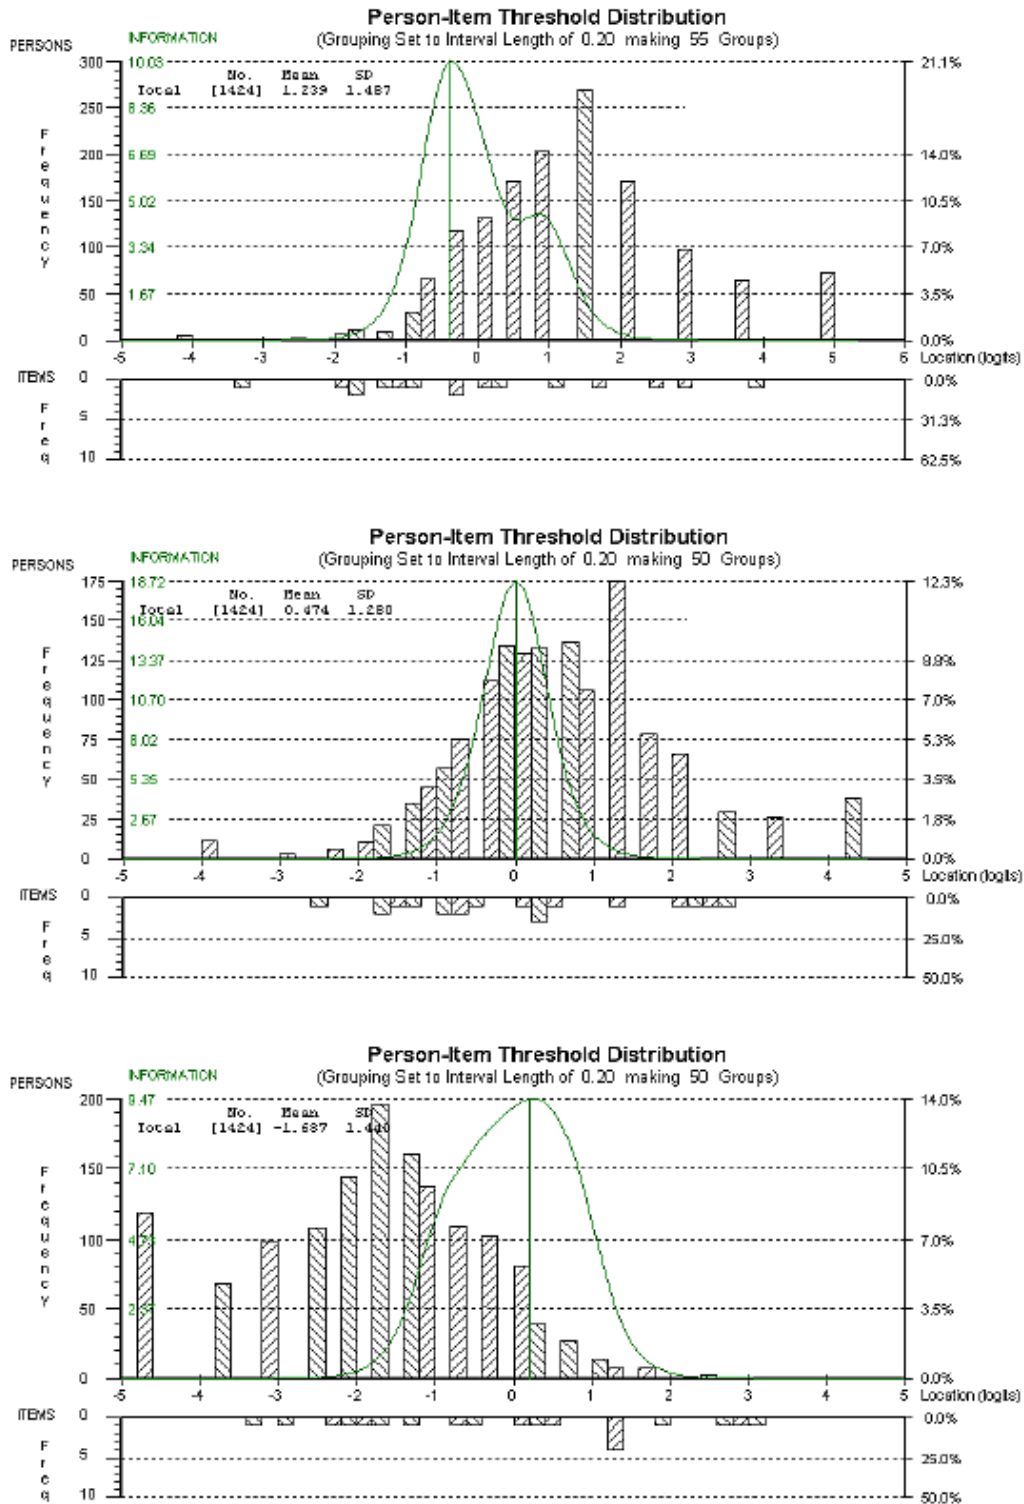 Person-Item Threshold Distribution
(Grouping Set to Interval Length of 0.20 making 55 Groups)
PERSONS
INFORMATION
No. Mean SD
Total [1424] 1.239 1.487
300 10.03 21.1%
250 8.36
200 6.69 14.0%
150 5.02 10.5%
100 3.34 7.0%
50 1.67 3.5%
0 0.0%
Frequency
-5 -4 -3 -2 -1 0 1 2 3 4 5 6 Location (logits)
ITEMS 0 0.0%
5 31.3%
10 62.5%
Freq
Person-Item Threshold Distribution
(Grouping Set to Interval Length of 0.20 making 50 Groups)
PERSONS
INFORMATION
No. Mean SD
Total [1424] 0.474 1.280
175 18.72 12.3%
150 16.04
125 13.37 8.8%
100 10.70 7.0%
75 8.02 5.3%
50 5.35 3.5%
25 2.67 1.8%
0 0.0%
Frequency
-5 -4 -3 -2 -1 0 1 2 3 4 5 Location (logits)
ITEMS 0 0.0%
5 25.0%
10 50.0%
Freq
Person-Item Threshold Distribution
(Grouping Set to Interval Length of 0.20 making 50 Groups)
PERSONS
INFORMATION
No. Mean SD
Total [1424] -1.687
200 9.47 14.0%
150 7.10 10.5%
100 7.0%
50 3.5%
0 0.0%
Frequency
-5 -4 -3 -2 -1 0 1 2 3 4 5 Location (logits)
ITEMS 0 0.0%
5 25.0%
10 50.0%
Freq